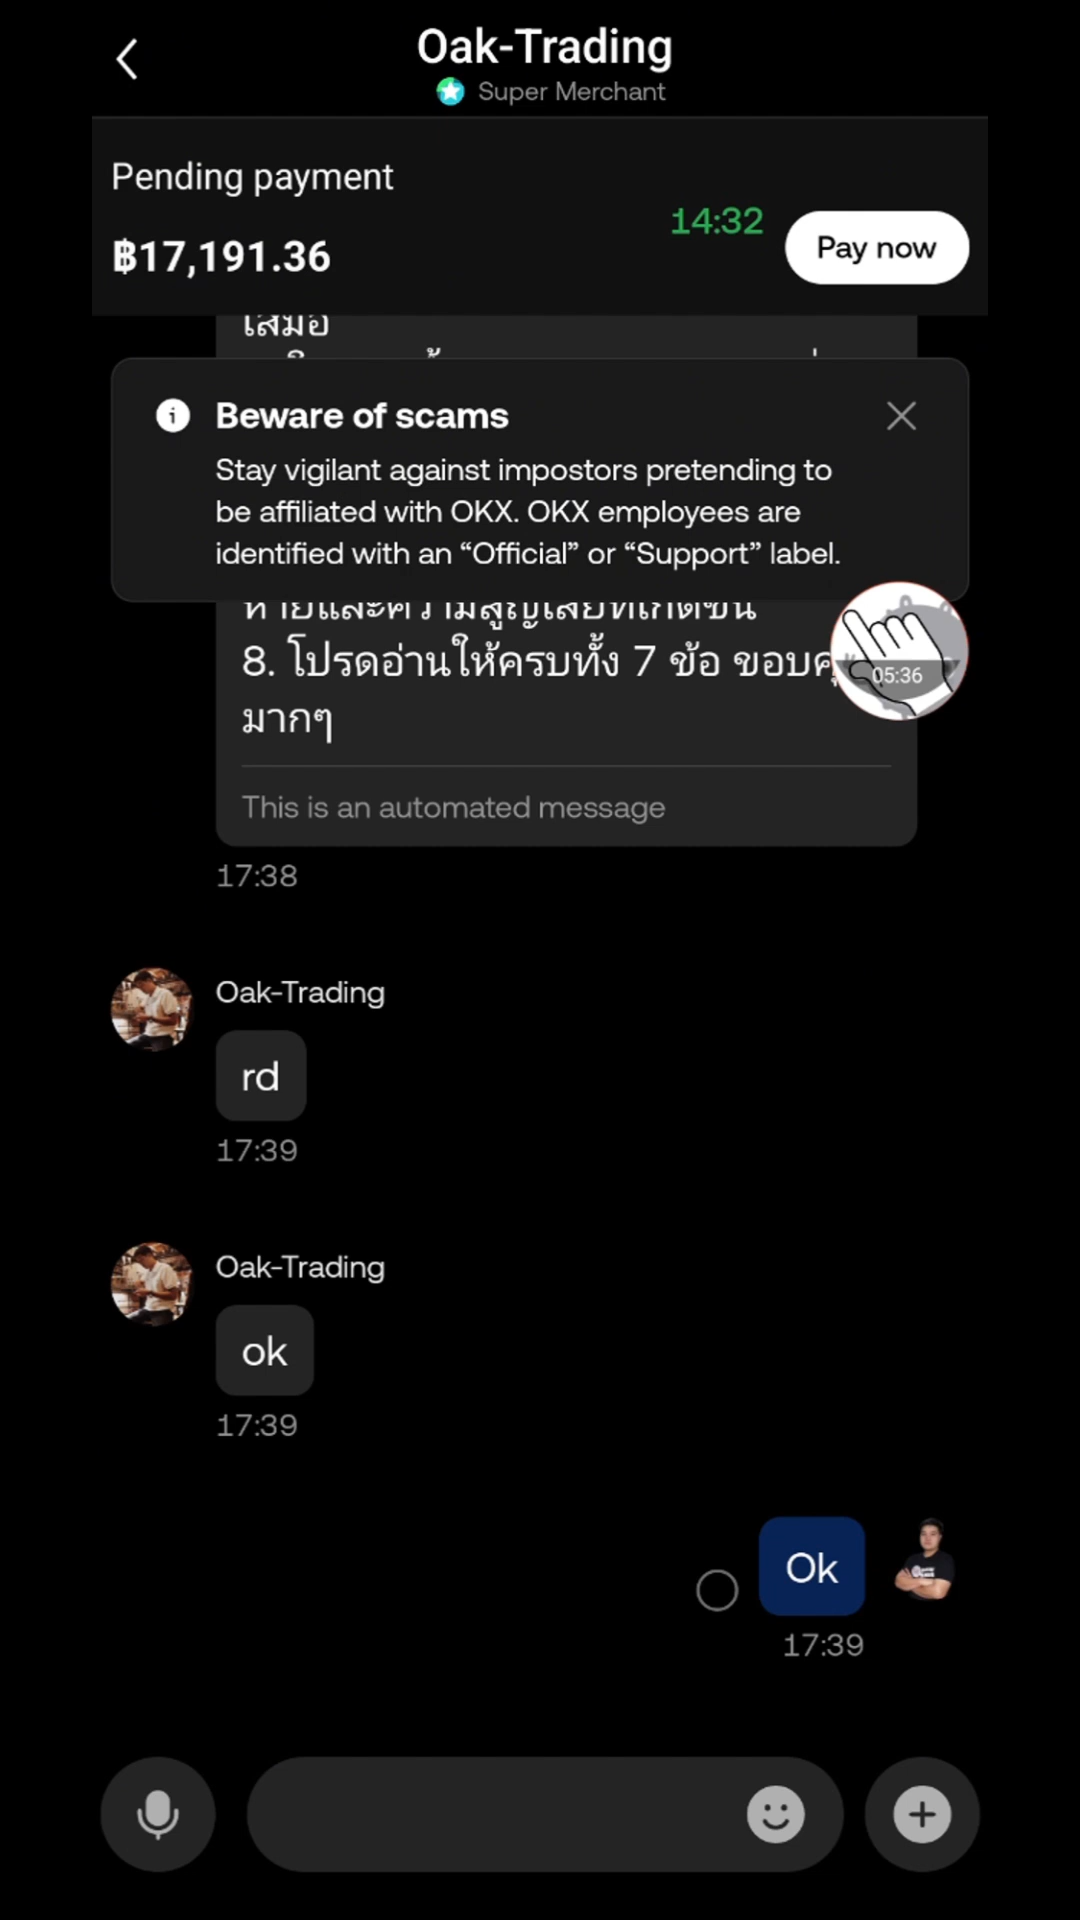 Oak-Trading
Super Merchant
Pending payment
฿17,191.36
14:32
Pay now
เสมอ
Beware of scams
Stay vigilant against impostors pretending to
be affiliated with OKX. OKX employees are
identified with an “Official” or “Support” label.
8. โปรดอ่านให้ครบทั้ง 7 ข้อ
05:36
มากๆ
This is an automated message
17:38
Oak-Trading
rd
17:39
Oak-Trading
ok
17:39
Ok
17:39